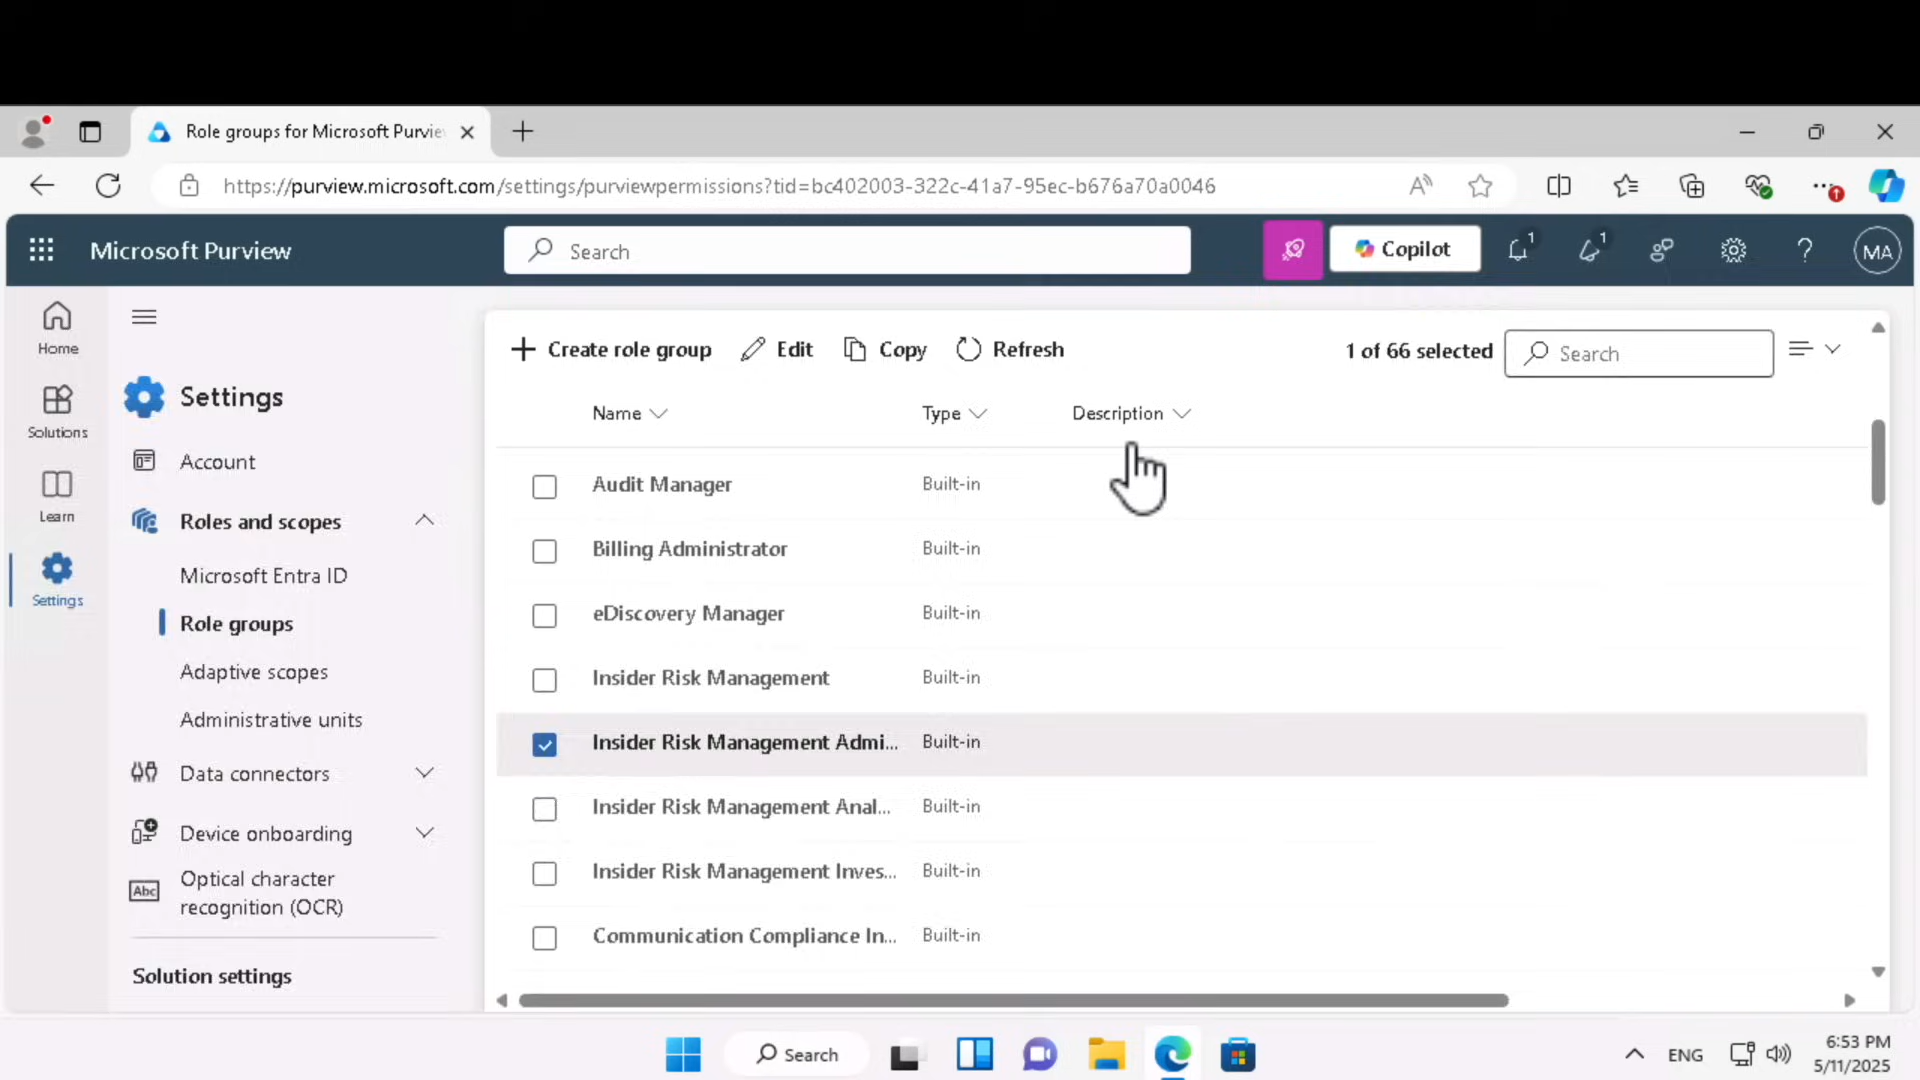 Role groups for Microsoft Purvie
https://purview.microsoft.com/settings/purviewpermissions?tid=bc402003-322c-41a7-95ec-b676a70a0046
Microsoft Purview
Search
Copilot
1
1
MA
Home
Solutions
Learn
Settings
Settings
Account
Roles and scopes
Microsoft Entra ID
Role groups
Adaptive scopes
Administrative units
Data connectors
Device onboarding
Abc
Optical character
recognition (OCR)
Solution settings
Create role group
Edit
Copy
Refresh
1 of 66 selected
Search
Name
Type
Description
Audit Manager
Built-in
Billing Administrator
Built-in
eDiscovery Manager
Built-in
Insider Risk Management
Built-in
Insider Risk Management Admi...
Built-in
Insider Risk Management Anal...
Built-in
Insider Risk Management Inves...
Built-in
Communication Compliance In...
Built-in
Search
ENG
6:53 PM
5/11/2025